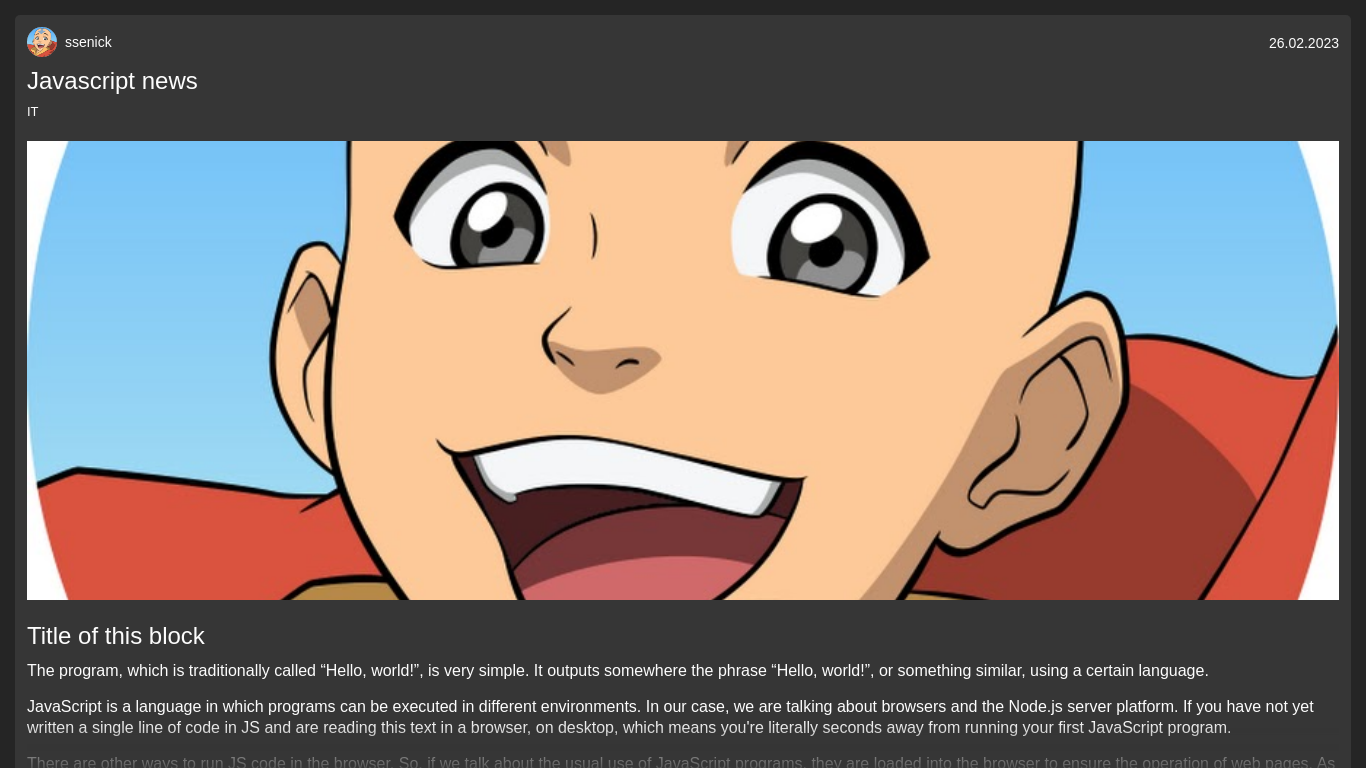 ssenick
26.02.2023
Javascript news
IT
Title of this block
The program, which is traditionally called “Hello, world!”, is very simple. It outputs somewhere the phrase “Hello, world!”, or something similar, using a certain language.
JavaScript is a language in which programs can be executed in different environments. In our case, we are talking about browsers and the Node.js server platform. If you have not yet
written a single line of code in JS and are reading this text in a browser, on desktop, which means you're literally seconds away from running your first JavaScript program.
There are other ways to run JS code in the browser. So, if we talk about the usual use of JavaScript programs, they are loaded into the browser to ensure the operation of web pages. As